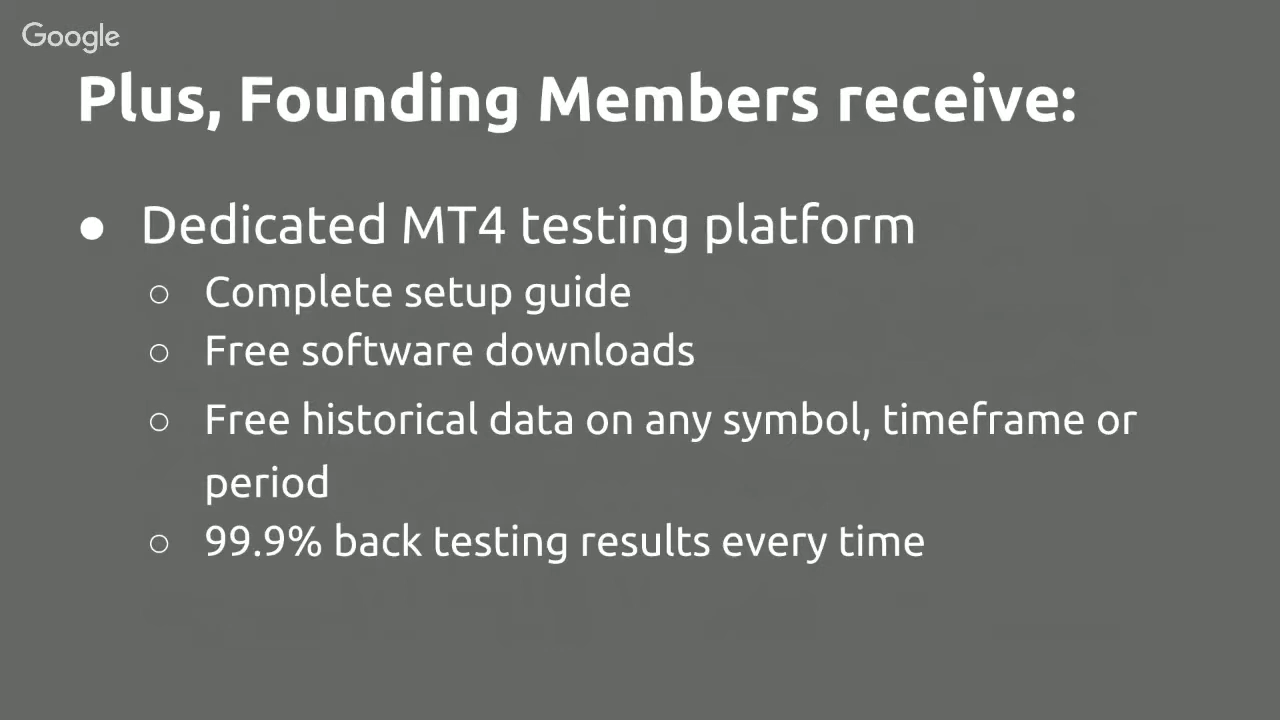 Google
Plus, Founding Members receive:
● Dedicated MT4 testing platform
○ Complete setup guide
○ Free software downloads
○ Free historical data on any symbol, timeframe or
period
○ 99.9% back testing results every time